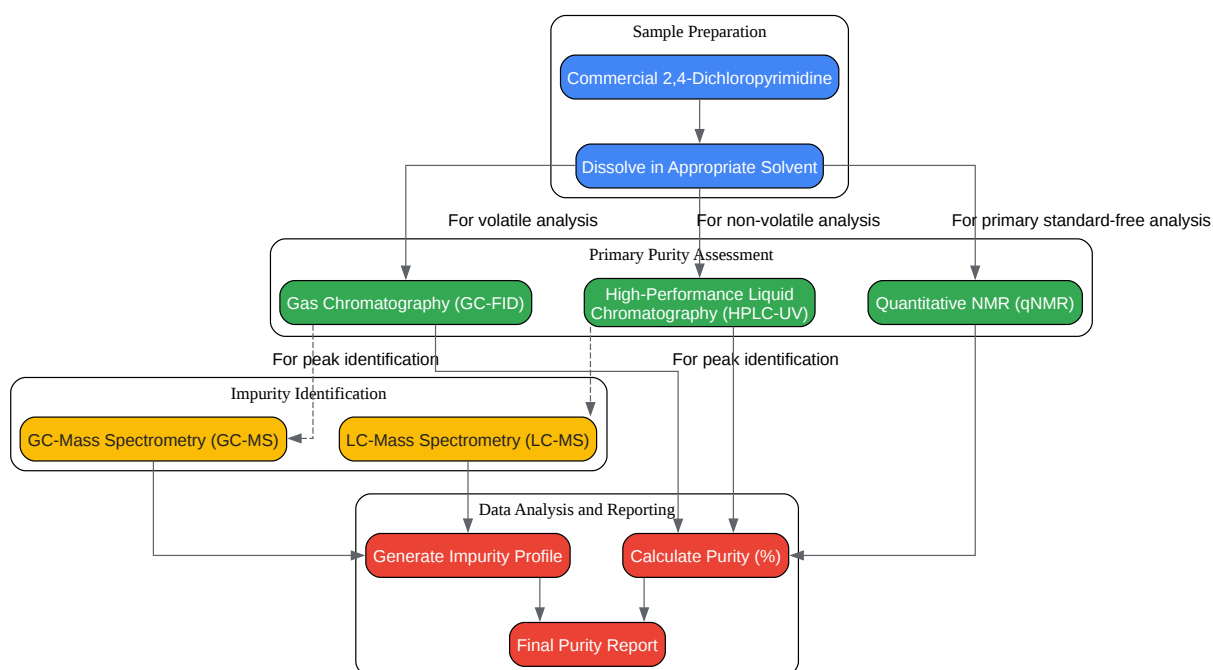 Sample Preparation
Commercial 2,4-Dichloropyrimidine
Dissolve in Appropriate Solvent
For volatile analysis
For non-volatile analysis
For primary standard-free analysis
Primary Purity Assessment
Gas Chromatography (GC-FID)
High-Performance Liquid
Chromatography (HPLC-UV)
Quantitative NMR (qNMR)
For peak identification
For peak identification
Impurity Identification
GC-Mass Spectrometry (GC-MS)
LC-Mass Spectrometry (LC-MS)
Data Analysis and Reporting
Generate Impurity Profile
Calculate Purity (%)
Final Purity Report